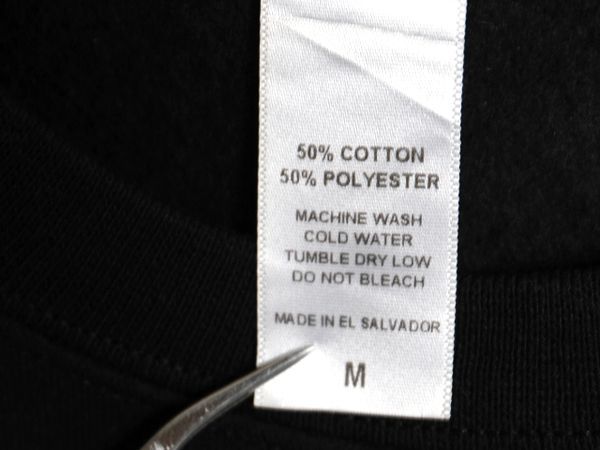 50% COTTON
50% POLYESTER
MACHINE WASH
COLD WATER
TUMBLE DRY LOW
DO NOT BLEACH
MADE IN EL SALVADOR
M